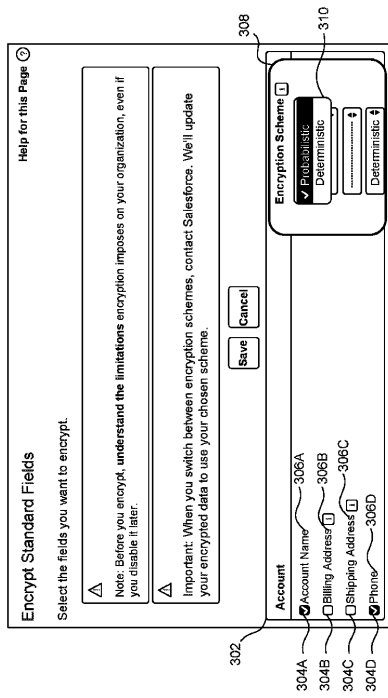 Encrypt Standard Fields
Help for this Page ?
Select the fields you want to encrypt.
Note: Before you encrypt, understand the limitations encryption imposes on your organization, even if
you disable it later.
Important: When you switch between encryption schemes, contact Salesforce. We'll update
your encrypted data to use your chosen scheme.
Save Cancel
302
308
Account
Encryption Scheme i
310
304A Account Name 306A
✓ Probabilistic
Deterministic
304B Billing Address i 306B
304C Shipping Address i 306C
--------------------
304D Phone 306D
Deterministic